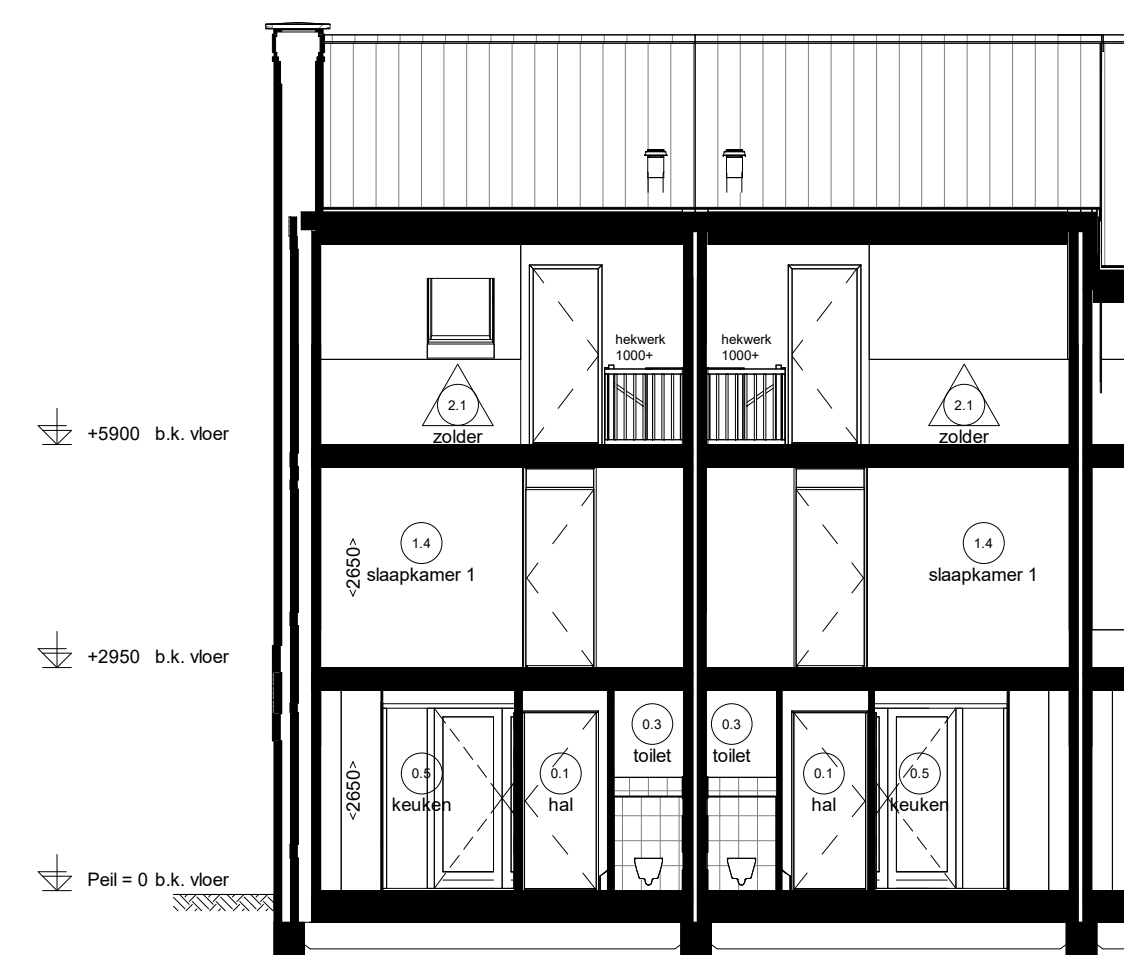 hekwerk
1000+
hekwerk
1000+
2.1
zolder
2.1
zolder
+5900 b.k. vloer
1.4
slaapkamer 1
<2650>
1.4
slaapkamer 1
+2950 b.k. vloer
0.3
toilet
0.3
toilet
0.5
keuken
<2650>
0.1
hal
0.1
hal
0.5
keuken
Peil = 0 b.k. vloer